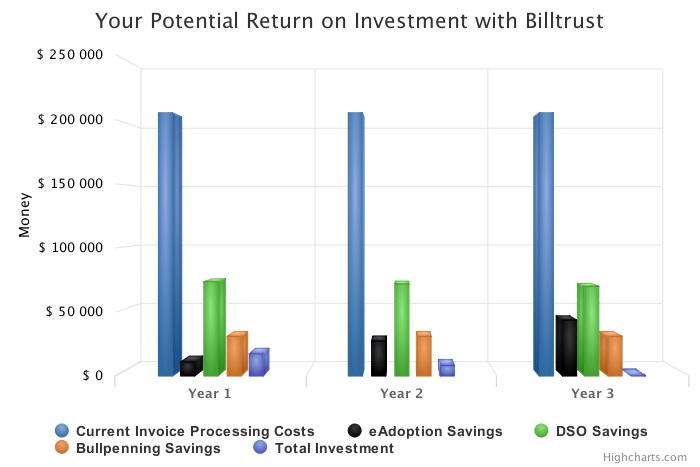 Your Potential Return on Investment with Billtrust
$ 250 000
$ 200 000
$ 150 000
$ 100 000
$ 50 000
$ 0
Money
Year 1
Year 2
Year 3
Current Invoice Processing Costs
eAdoption Savings
DSO Savings
Bullpenning Savings
Total Investment
Highcharts.com